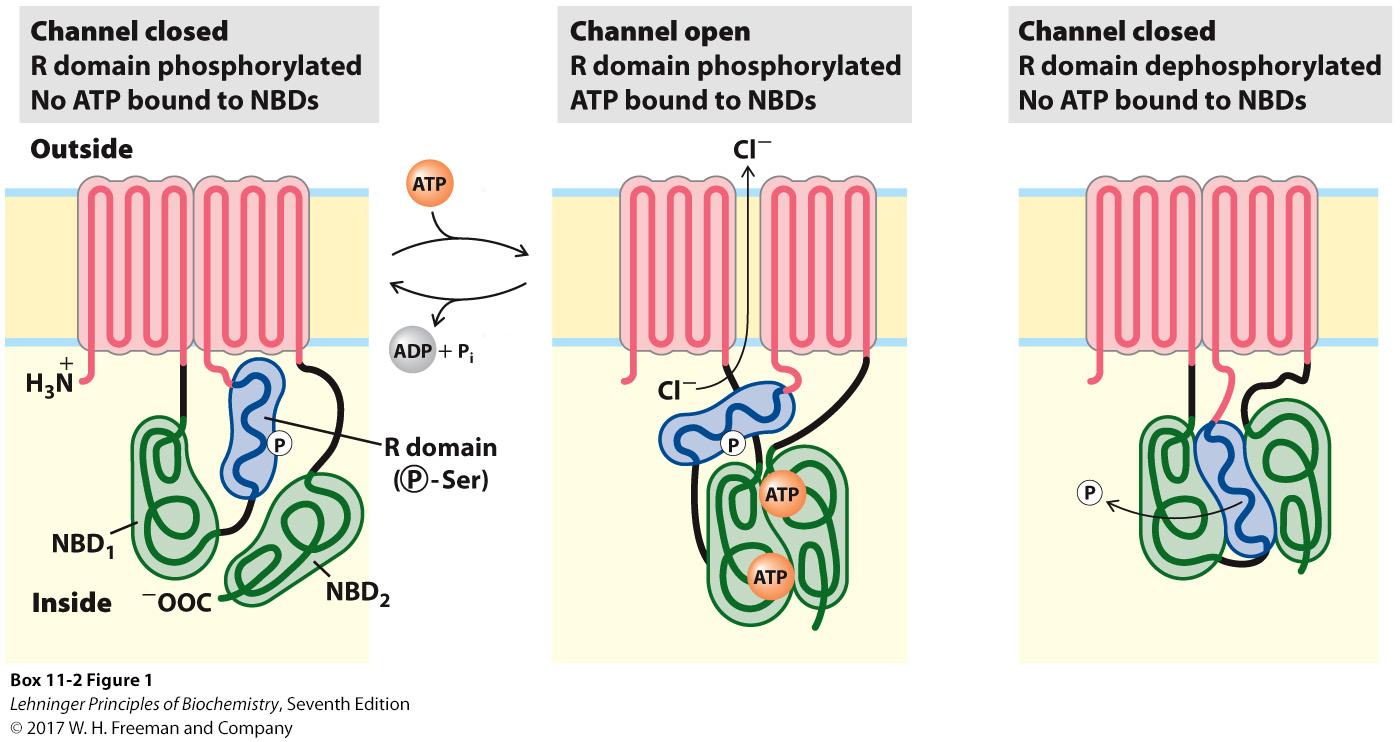 Channel closed
R domain phosphorylated
No ATP bound to NBDs
Channel open
R domain phosphorylated
ATP bound to NBDs
Channel closed
R domain dephosphorylated
No ATP bound to NBDs
Outside
Cl⁻
ATP
ADP + Pᵢ
H₃N⁺
Cl⁻
P
R domain
(Ⓟ-Ser)
P
ATP
P
NBD₁
ATP
NBD₂
Inside
⁻OOC
Box 11-2 Figure 1
Lehninger Principles of Biochemistry, Seventh Edition
© 2017 W. H. Freeman and Company